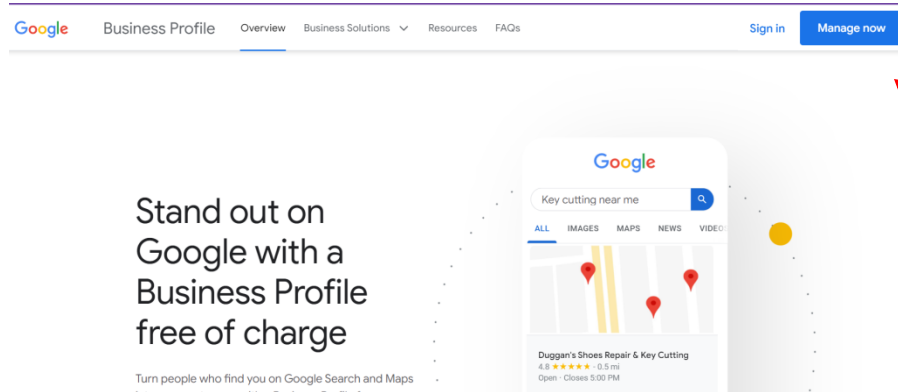 Google Business Profile Overview Business Solutions Resources FAQs Sign in Manage now
Google
Key cutting near me
ALL IMAGES MAPS NEWS VIDEOS
Stand out on
Google with a
Business Profile
free of charge
Duggan's Shoes Repair & Key Cutting
4.8 ★★★★★ · 0.5 mi
Open · Closes 5:00 PM
Turn people who find you on Google Search and Maps